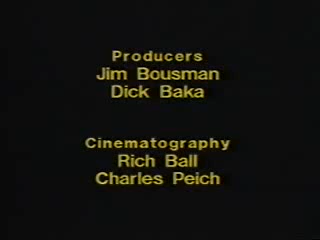 Producers
Jim Bousman
Dick Baka
Cinematography
Rich Ball
Charles Peich